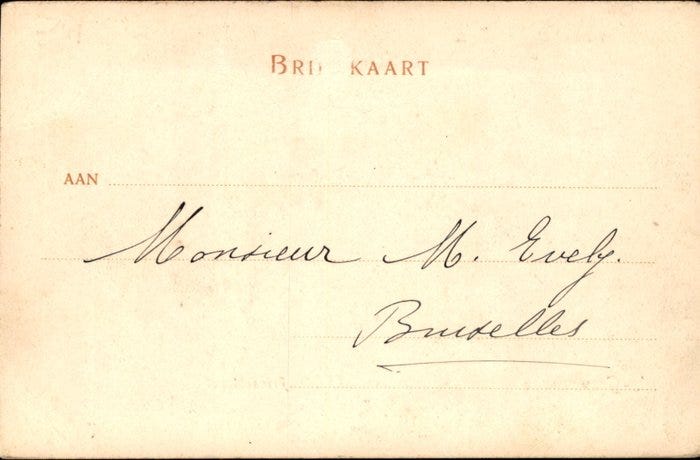 BRI KAART
AAN
Monsieur M. Evely.
Bruxelles